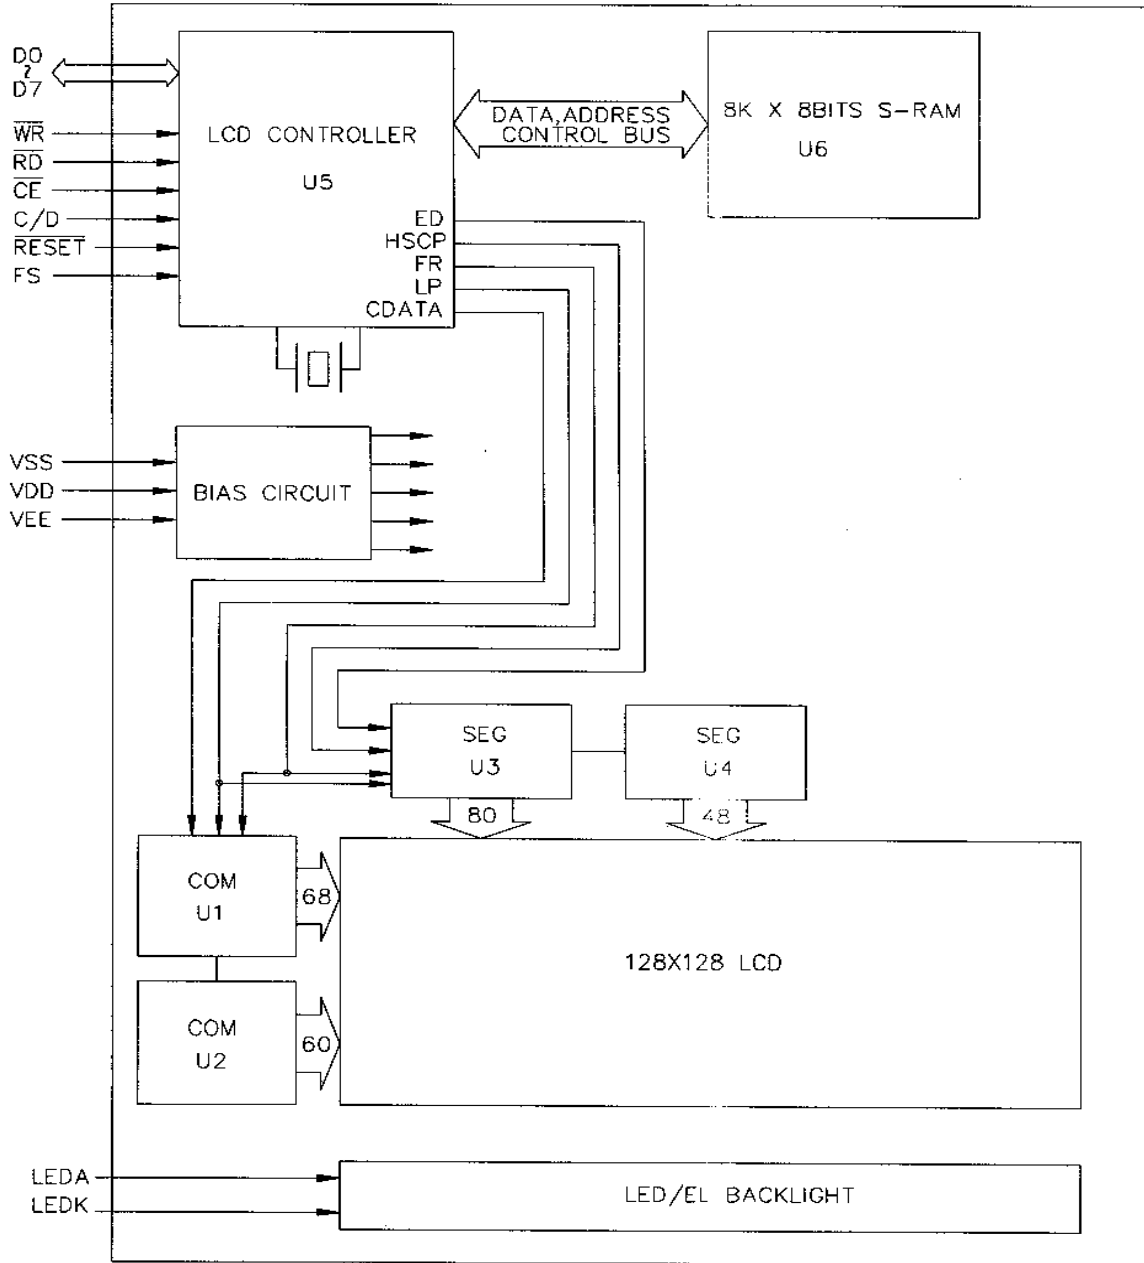 D0
~
D7
WR
RD
CE
C/D
RESET
FS
LCD CONTROLLER
U5
ED
HSCP
FR
LP
CDATA
DATA,ADDRESS
CONTROL BUS
8K X 8BITS S-RAM
U6
VSS
VDD
VEE
BIAS CIRCUIT
SEG
U3
SEG
U4
80
48
COM
U1
68
COM
U2
60
128X128 LCD
LEDA
LEDK
LED/EL BACKLIGHT